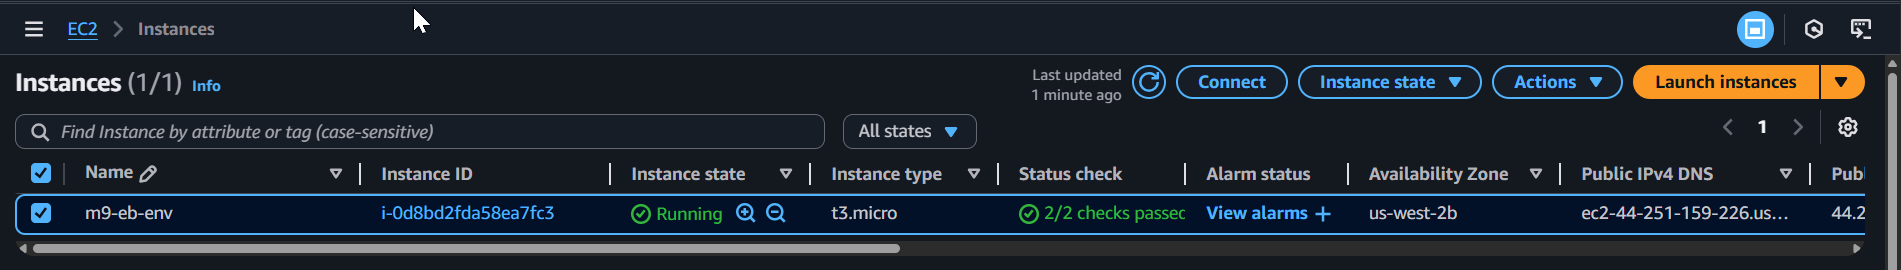 EC2 > Instances
Instances (1/1) Info
Last updated
1 minute ago
Connect
Instance state
Actions
Launch instances
Find Instance by attribute or tag (case-sensitive)
All states
1
Name Instance ID Instance state Instance type Status check Alarm status Availability Zone Public IPv4 DNS Publ
m9-eb-env i-0d8bd2fda58ea7fc3 Running t3.micro 2/2 checks passec View alarms + us-west-2b ec2-44-251-159-226.us... 44.2